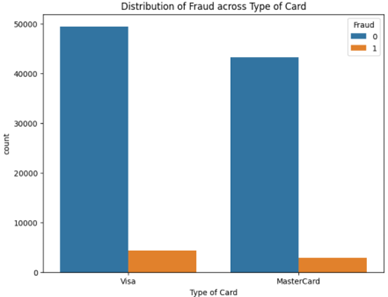 Distribution of Fraud across Type of Card
Fraud
0
1
50000
40000
30000
20000
10000
0
count
Visa
MasterCard
Type of Card